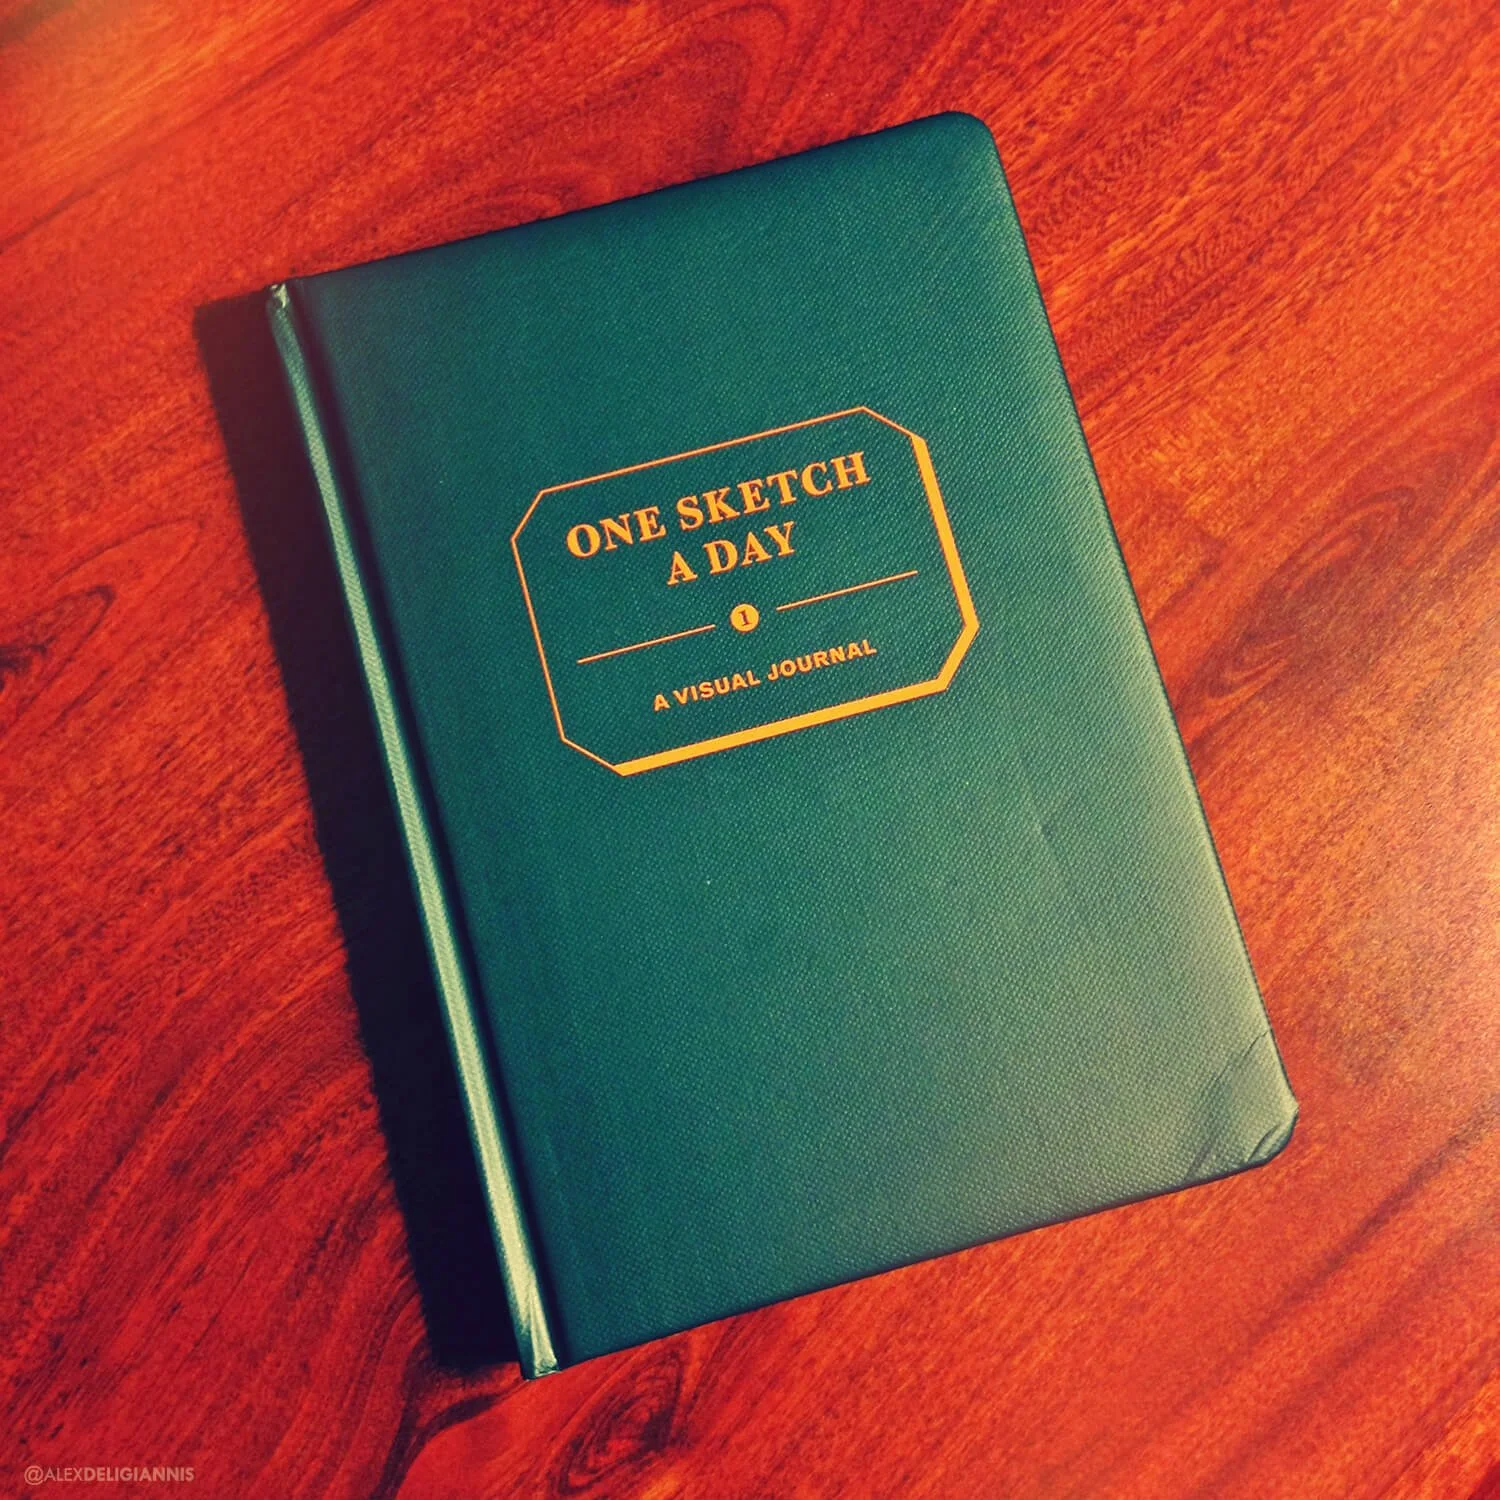 ONE SKETCH
A DAY
1
A VISUAL JOURNAL
@ALEXDELIGIANNIS